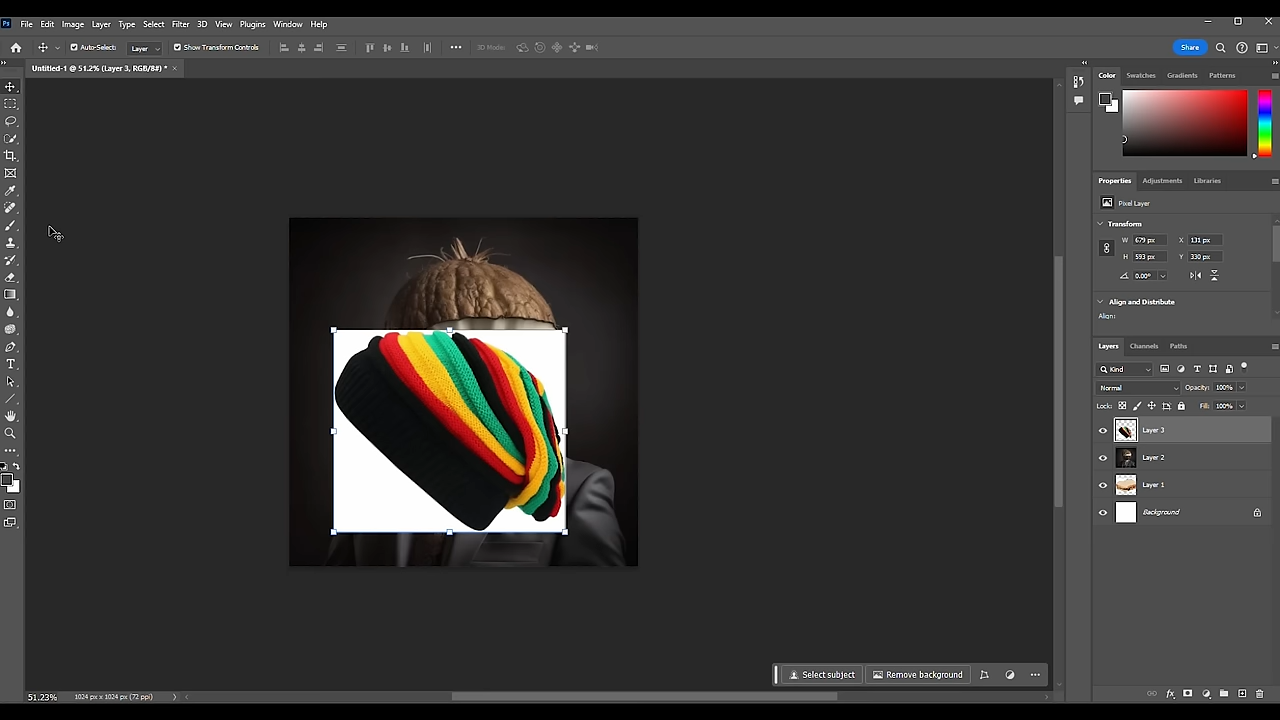 Ps File Edit Image Layer Type Select Filter 3D View Plugins Window Help
Auto-Select: Layer Show Transform Controls 3D Mode: Share
Untitled-1 @ 51.2% (Layer 3, RGB/8#) *
Color Swatches Gradients Patterns
Properties Adjustments Libraries
Pixel Layer
Transform
W 679 px X 131 px
H 593 px Y 330 px
0.00°
Align and Distribute
Align:
Layers Channels Paths
Kind
Normal Opacity: 100%
Lock: Fill: 100%
Layer 3
Layer 2
Layer 1
Background
Select subject Remove background
51.23% 1024 px x 1024 px (72 ppi)
fx